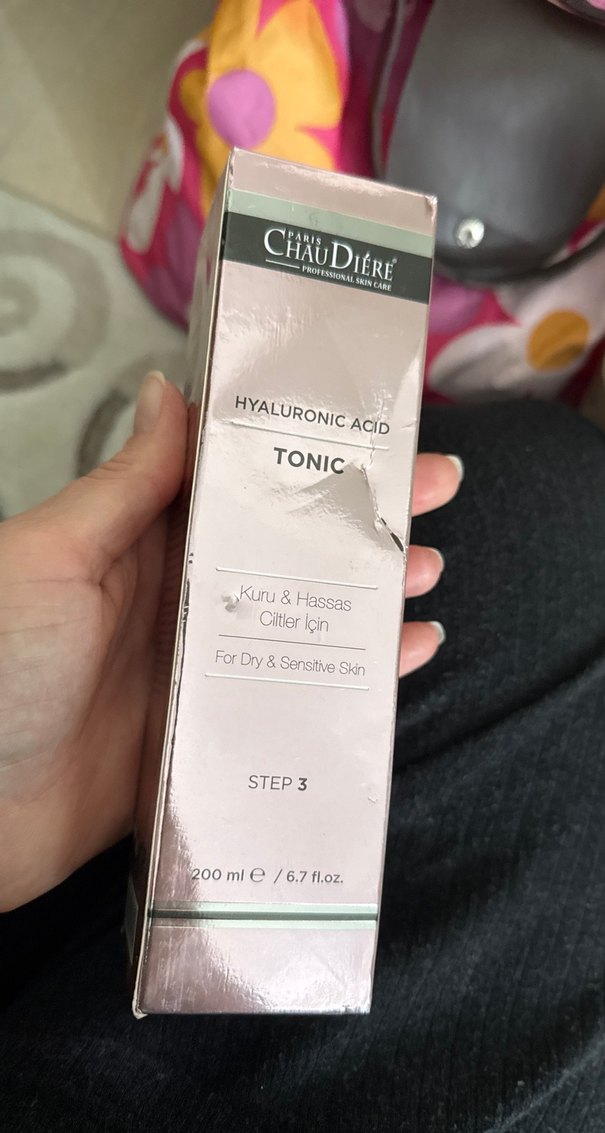 PARIS
CHAUDIÉRE®
PROFESSIONAL SKIN CARE
HYALURONIC ACID
TONIC
Kuru & Hassas
Ciltler İçin
For Dry & Sensitive Skin
STEP 3
200 ml ℮ / 6.7 fl.oz.